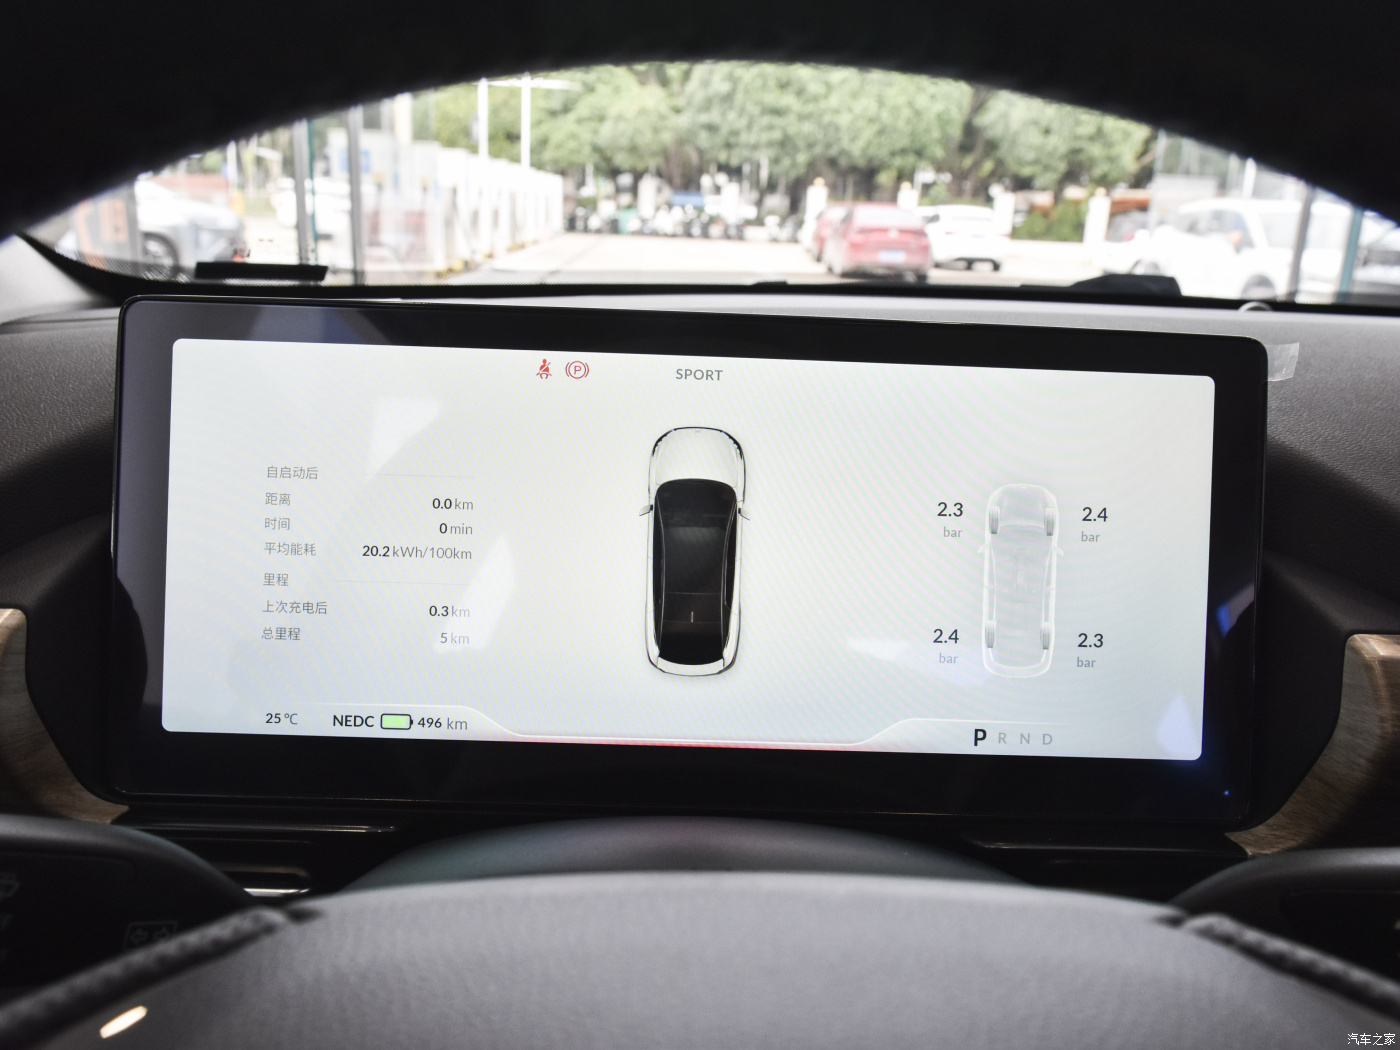 SPORT
自启动后
距离 0.0 km
时间 0 min
平均能耗 20.2 kWh/100km
里程
上次充电后 0.3 km
总里程 5 km
2.3 bar
2.4 bar
2.4 bar
2.3 bar
25 ℃ NEDC 496 km
P R N D
汽车之家